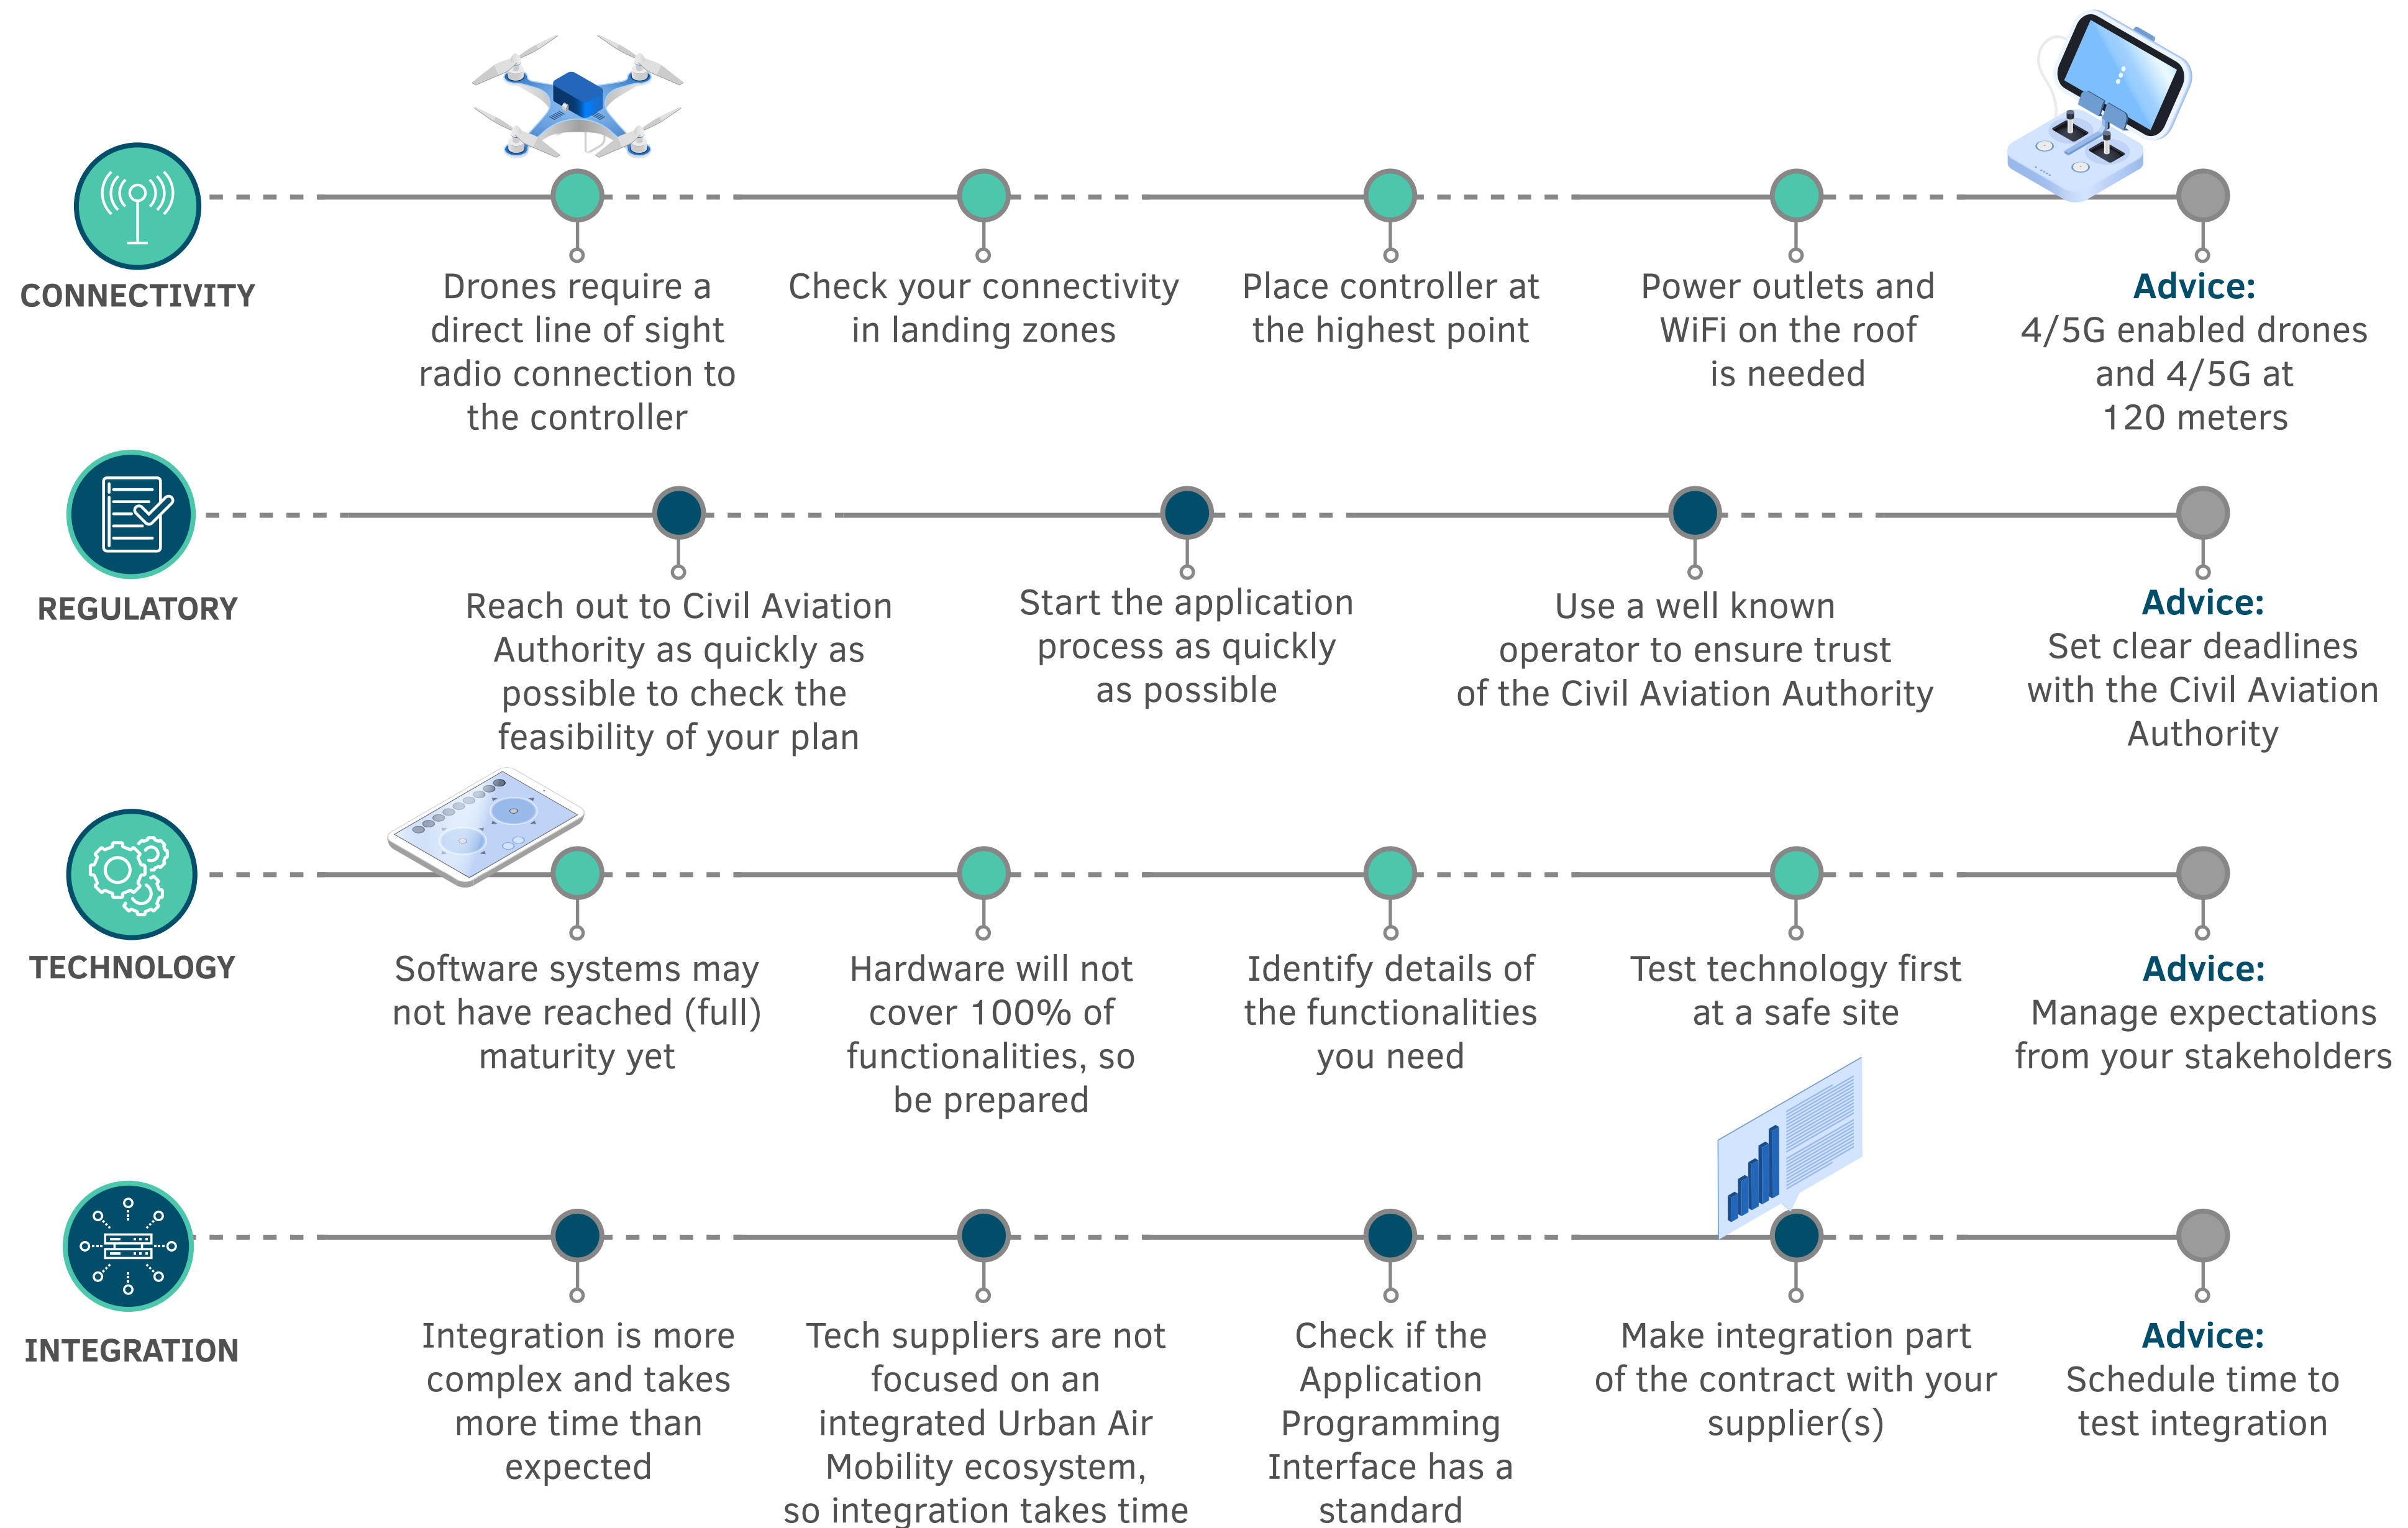 CONNECTIVITY
Drones require a
direct line of sight
radio connection to
the controller
Check your connectivity
in landing zones
Place controller at
the highest point
Power outlets and
WiFi on the roof
is needed
Advice:
4/5G enabled drones
and 4/5G at
120 meters
REGULATORY
Reach out to Civil Aviation
Authority as quickly as
possible to check the
feasibility of your plan
Start the application
process as quickly
as possible
Use a well known
operator to ensure trust
of the Civil Aviation Authority
Advice:
Set clear deadlines
with the Civil Aviation
Authority
TECHNOLOGY
Software systems may
not have reached (full)
maturity yet
Hardware will not
cover 100% of
functionalities, so
be prepared
Identify details of
the functionalities
you need
Test technology first
at a safe site
Advice:
Manage expectations
from your stakeholders
INTEGRATION
Integration is more
complex and takes
more time than
expected
Tech suppliers are not
focused on an
integrated Urban Air
Mobility ecosystem,
so integration takes time
Check if the
Application
Programming
Interface has a
standard
Make integration part
of the contract with your
supplier(s)
Advice:
Schedule time to
test integration